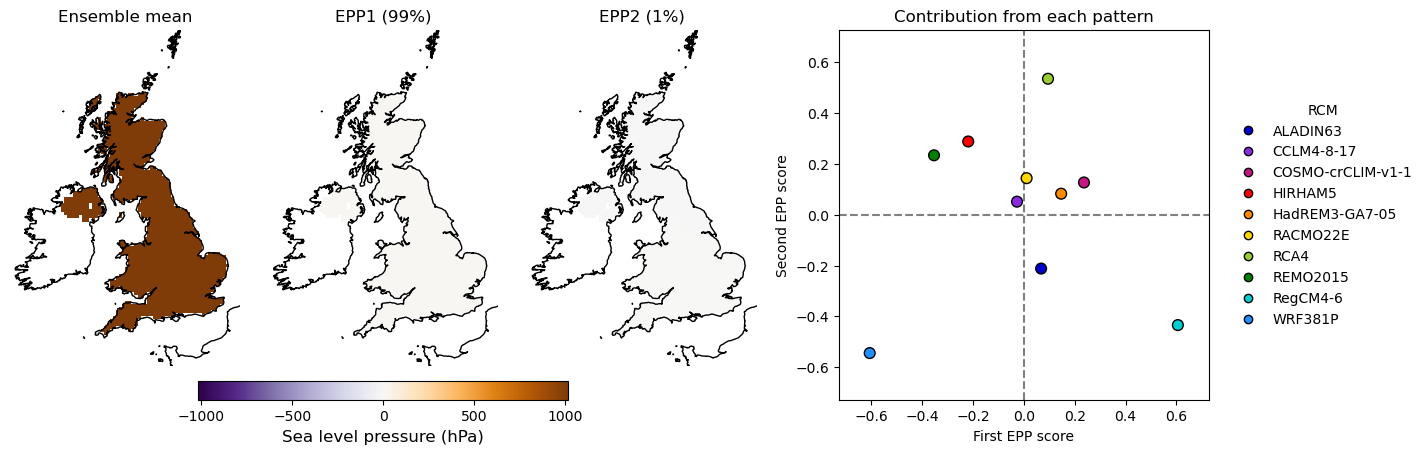 Ensemble mean
EPP1 (99%)
EPP2 (1%)
Contribution from each pattern
−1000
−500
0
500
1000
Sea level pressure (hPa)
Second EPP score
0.6
0.4
0.2
0.0
−0.2
−0.4
−0.6
−0.6
−0.4
−0.2
0.0
0.2
0.4
0.6
First EPP score
RCM
ALADIN63
CCLM4-8-17
COSMO-crCLIM-v1-1
HIRHAM5
HadREM3-GA7-05
RACMO22E
RCA4
REMO2015
RegCM4-6
WRF381P